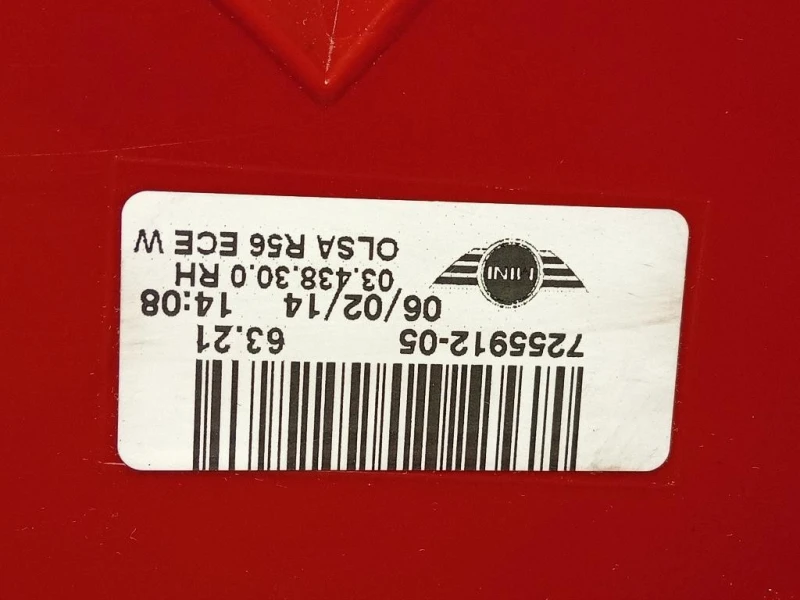 7255912-05 63.21
06/02/14 14:08
MINI
03.438.30.0 RH
OLSA R56 ECE W